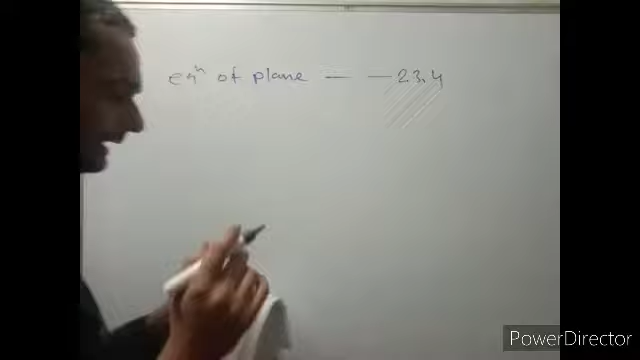 eqⁿ of plane — — 2.3.4
PowerDirector